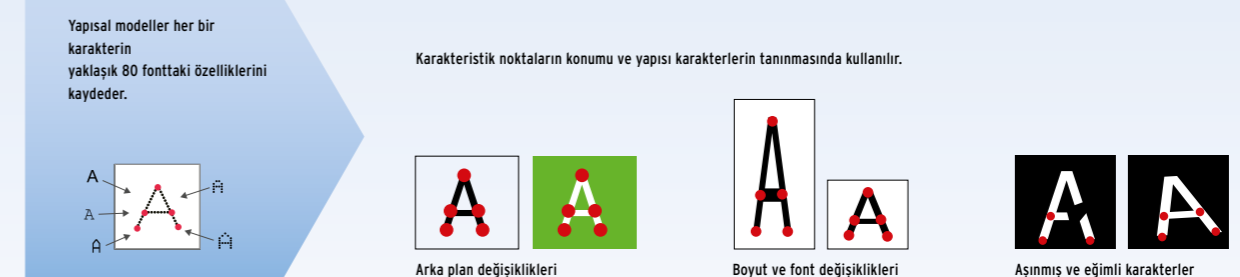 Yapısal modeller her bir
karakterin
yaklaşık 80 fonttaki özelliklerini
kaydeder.
Karakteristik noktaların konumu ve yapısı karakterlerin tanınmasında kullanılır.
A A
A A
A A
A A A A A A
Arka plan değişiklikleri
Boyut ve font değişiklikleri
Aşınmış ve eğimli karakterler